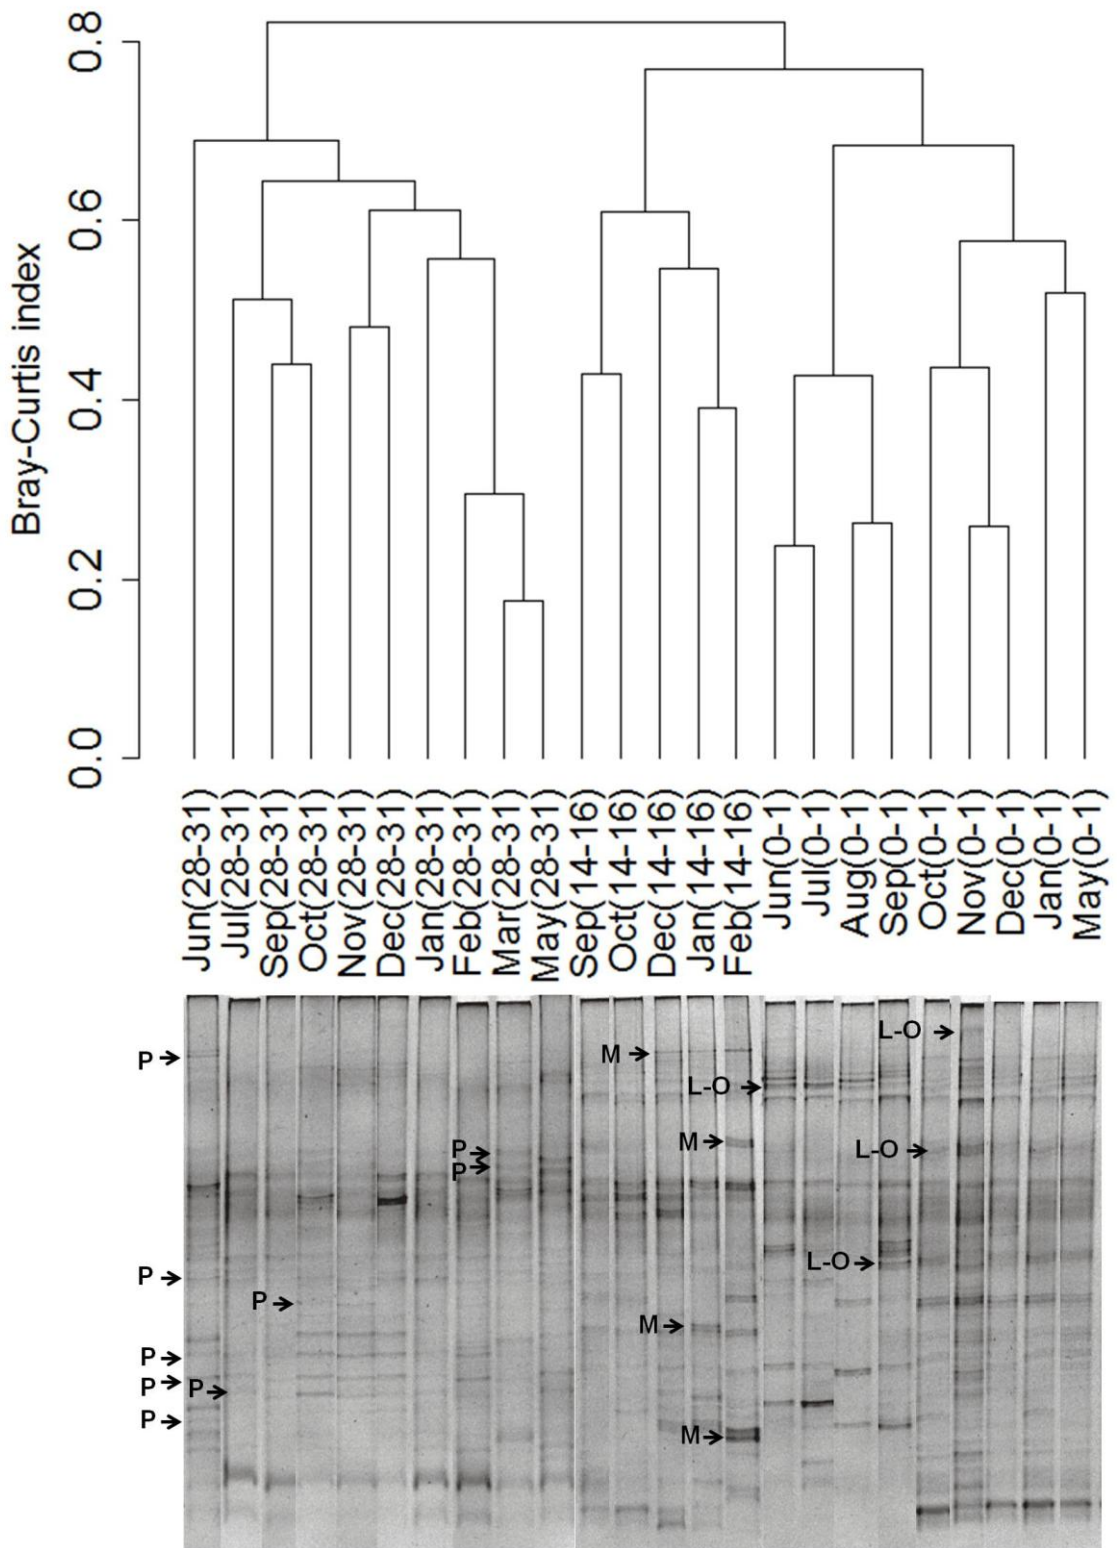 0.8
0.6
0.4
0.2
0.0
Bray-Curtis index
Jun(28-31)
Jul(28-31)
Sep(28-31)
Oct(28-31)
Nov(28-31)
Dec(28-31)
Jan(28-31)
Feb(28-31)
Mar(28-31)
May(28-31)
Sep(14-16)
Oct(14-16)
Dec(14-16)
Jan(14-16)
Feb(14-16)
Jun(0-1)
Jul(0-1)
Aug(0-1)
Sep(0-1)
Oct(0-1)
Nov(0-1)
Dec(0-1)
Jan(0-1)
May(0-1)
L-O
M
P
L-O
M
P
L-O
P
L-O
P
P
M
P
P
P
P
M